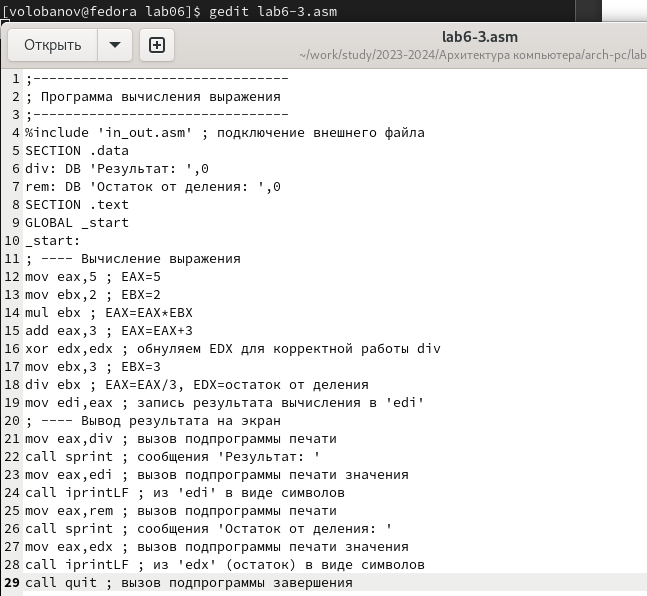 [volobanov@fedora lab06]$ gedit lab6-3.asm
Открыть
lab6-3.asm
~/work/study/2023-2024/Архитектура компьютера/arch-pc/lab
1 ;--------------------------------
2 ; Программа вычисления выражения
3 ;--------------------------------
4 %include 'in_out.asm' ; подключение внешнего файла
5 SECTION .data
6 div: DB 'Результат: ',0
7 rem: DB 'Остаток от деления: ',0
8 SECTION .text
9 GLOBAL _start
10 _start:
11 ; ---- Вычисление выражения
12 mov eax,5 ; EAX=5
13 mov ebx,2 ; EBX=2
14 mul ebx ; EAX=EAX*EBX
15 add eax,3 ; EAX=EAX+3
16 xor edx,edx ; обнуляем EDX для корректной работы div
17 mov ebx,3 ; EBX=3
18 div ebx ; EAX=EAX/3, EDX=остаток от деления
19 mov edi,eax ; запись результата вычисления в 'edi'
20 ; ---- Вывод результата на экран
21 mov eax,div ; вызов подпрограммы печати
22 call sprint ; сообщения 'Результат: '
23 mov eax,edi ; вызов подпрограммы печати значения
24 call iprintLF ; из 'edi' в виде символов
25 mov eax,rem ; вызов подпрограммы печати
26 call sprint ; сообщения 'Остаток от деления: '
27 mov eax,edx ; вызов подпрограммы печати значения
28 call iprintLF ; из 'edx' (остаток) в виде символов
29 call quit ; вызов подпрограммы завершения